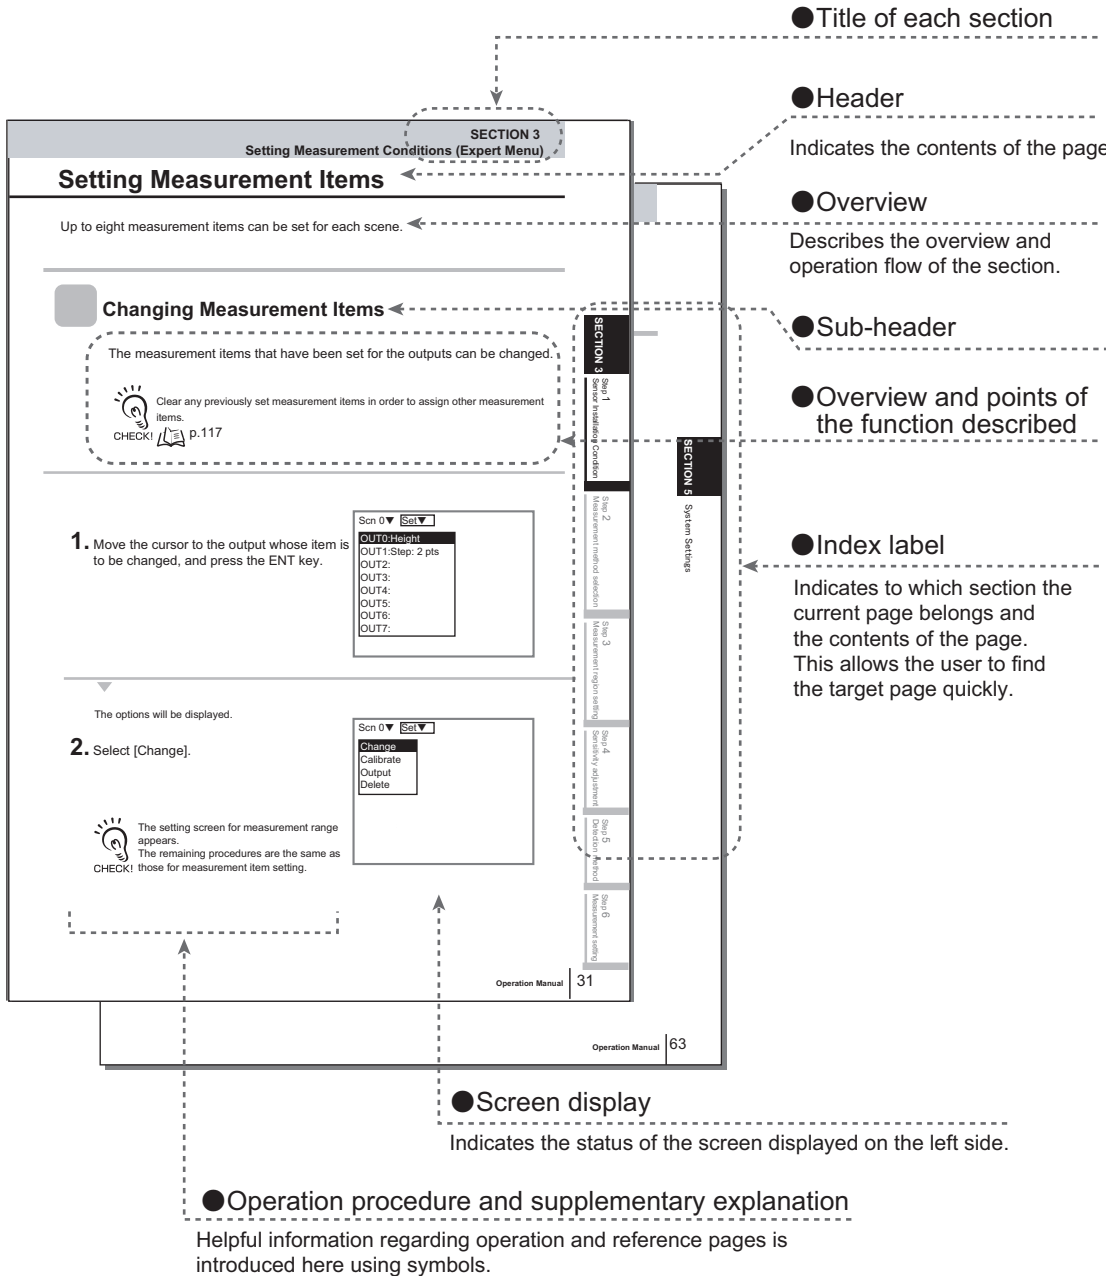 ●Title of each section
●Header
Indicates the contents of the page
●Overview
Describes the overview and
operation flow of the section.
●Sub-header
●Overview and points of
the function described
●Index label
Indicates to which section the
current page belongs and
the contents of the page.
This allows the user to find
the target page quickly.
SECTION 3
Setting Measurement Conditions (Expert Menu)
Setting Measurement Items
Up to eight measurement items can be set for each scene.
Changing Measurement Items
The measurement items that have been set for the outputs can be changed.
Clear any previously set measurement items in order to assign other measurement
items.
CHECK! p.117
1. Move the cursor to the output whose item is
to be changed, and press the ENT key.
Scn 0▼ Set▼
OUT0:Height
OUT1:Step: 2 pts
OUT2:
OUT3:
OUT4:
OUT5:
OUT6:
OUT7:
The options will be displayed.
2. Select [Change].
Scn 0▼ Set▼
Change
Calibrate
Output
Delete
The setting screen for measurement range
appears.
The remaining procedures are the same as
CHECK! those for measurement item setting.
SECTION 3
Step 1
Sensor Installation Condition
Step 2
Measurement method selection
Step 3
Measurement region setting
Step 4
Sensitivity adjustment
Step 5
Detection method
Step 6
Measurement setting
Operation Manual 31
SECTION 5 System Settings
Operation Manual 63
●Screen display
Indicates the status of the screen displayed on the left side.
●Operation procedure and supplementary explanation
Helpful information regarding operation and reference pages is
introduced here using symbols.